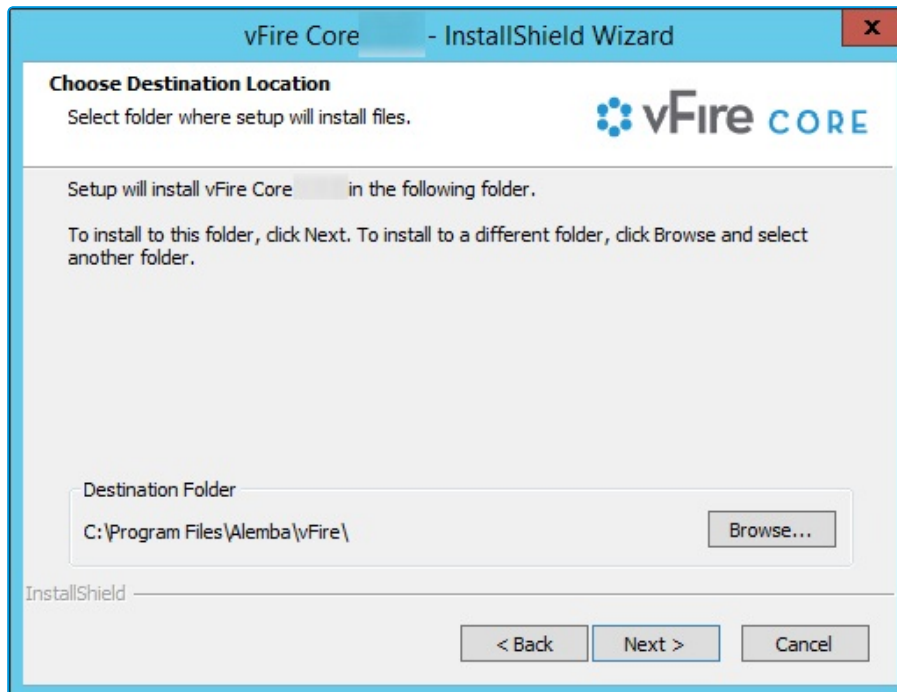 vFire Core - InstallShield Wizard
x
Choose Destination Location
Select folder where setup will install files.
vFire CORE
Setup will install vFire Core in the following folder.
To install to this folder, click Next. To install to a different folder, click Browse and select
another folder.
Destination Folder
C:\Program Files\Alemba\vFire\
Browse...
InstallShield
< Back
Next >
Cancel